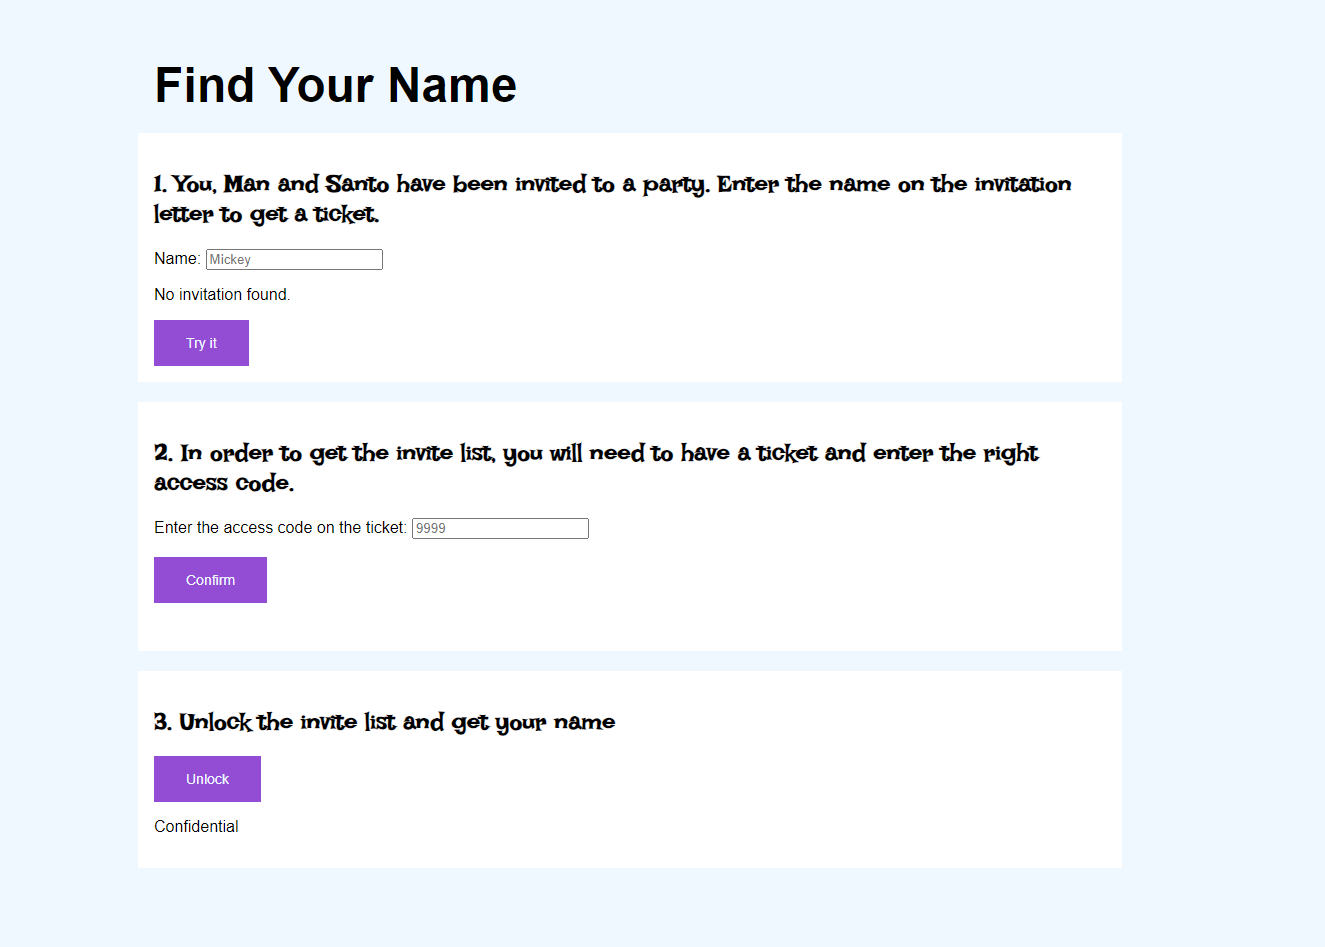 Find Your Name
1. You, Man and Santo have been invited to a party. Enter the name on the invitation
letter to get a ticket.
Name: Mickey
No invitation found.
Try it
2. In order to get the invite list, you will need to have a ticket and enter the right
access code.
Enter the access code on the ticket: 9999
Confirm
3. Unlock the invite list and get your name
Unlock
Confidential